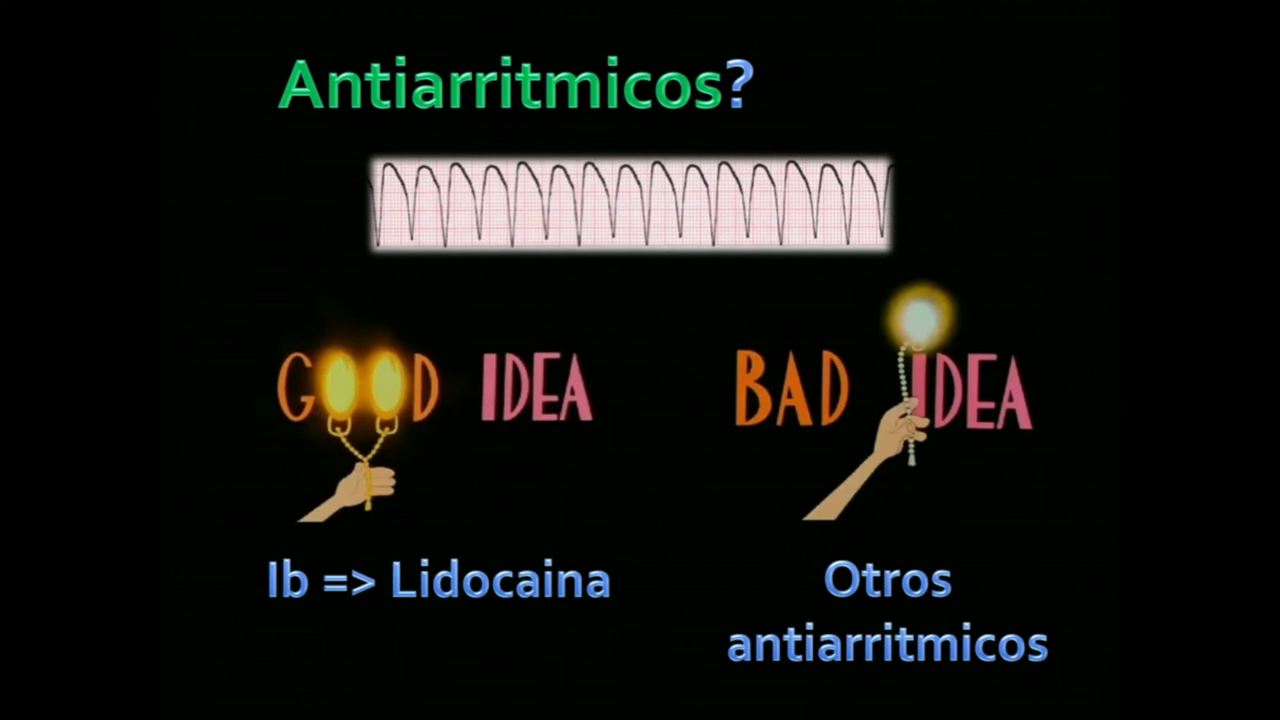 Antiarritmicos?
GOOD IDEA
BAD IDEA
Ib => Lidocaina
Otros
antiarritmicos